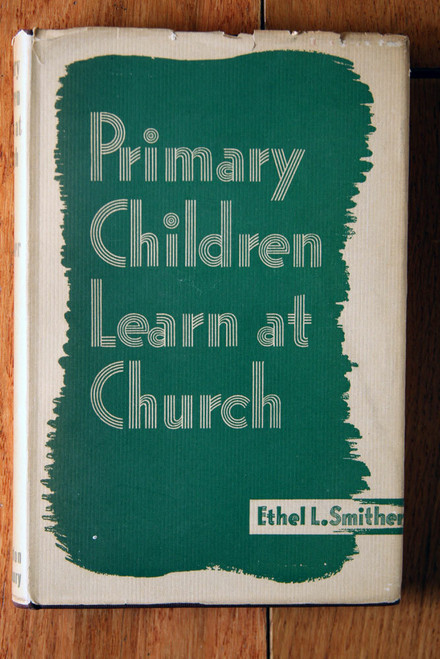 Primary
Children
Learn at
Church
Ethel L. Smither